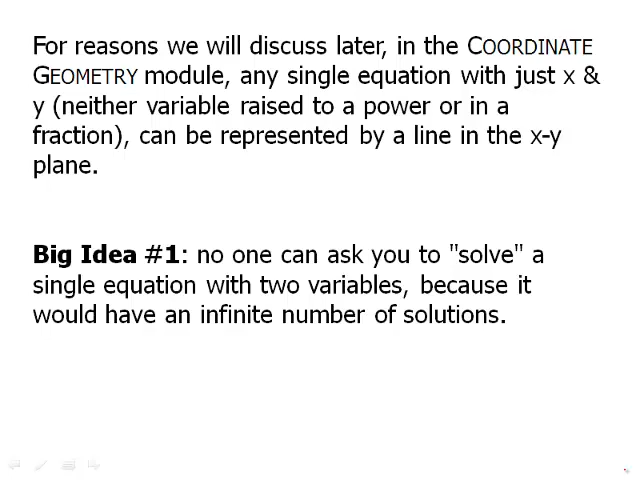 For reasons we will discuss later, in the COORDINATE
GEOMETRY module, any single equation with just x &
y (neither variable raised to a power or in a
fraction), can be represented by a line in the x-y
plane.
Big Idea #1: no one can ask you to "solve" a
single equation with two variables, because it
would have an infinite number of solutions.